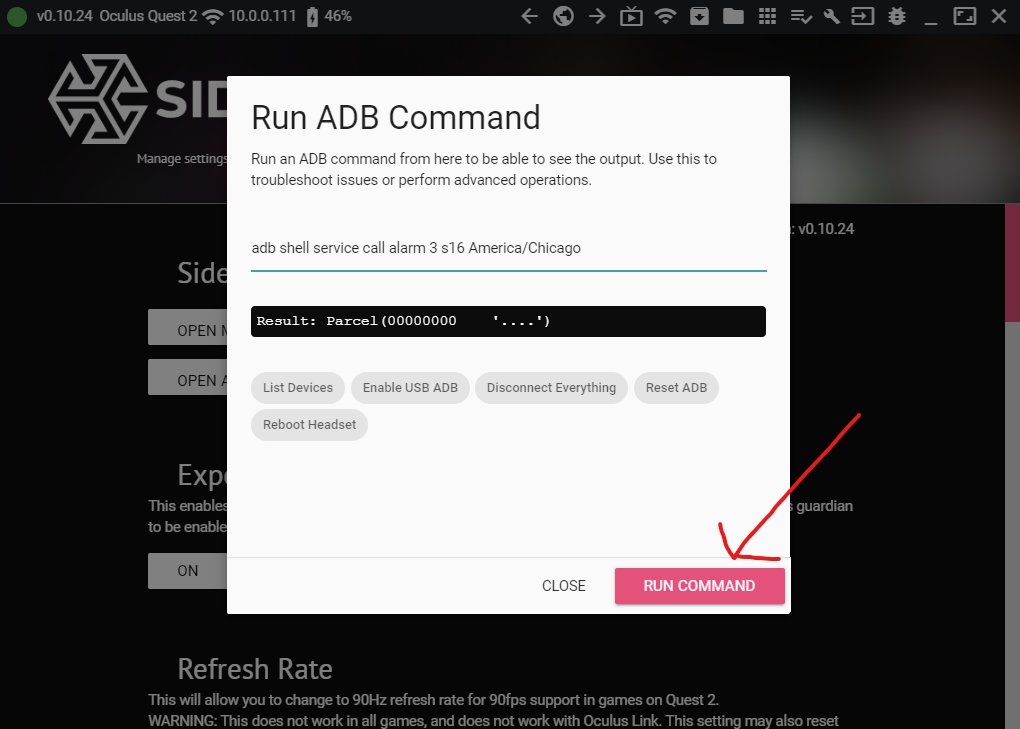 v0.10.24 Oculus Quest 2 10.0.0.111 46%
SID
Manage settings
Run ADB Command
Run an ADB command from here to be able to see the output. Use this to
troubleshoot issues or perform advanced operations.
: v0.10.24
adb shell service call alarm 3 s16 America/Chicago
Side
OPEN M
Result: Parcel(00000000    '....')
OPEN A
List Devices
Enable USB ADB
Disconnect Everything
Reset ADB
Reboot Headset
Expe
This enables
s guardian
to be enable
ON
CLOSE
RUN COMMAND
Refresh Rate
This will allow you to change to 90Hz refresh rate for 90fps support in games on Quest 2.
WARNING: This does not work in all games, and does not work with Oculus Link. This setting may also reset